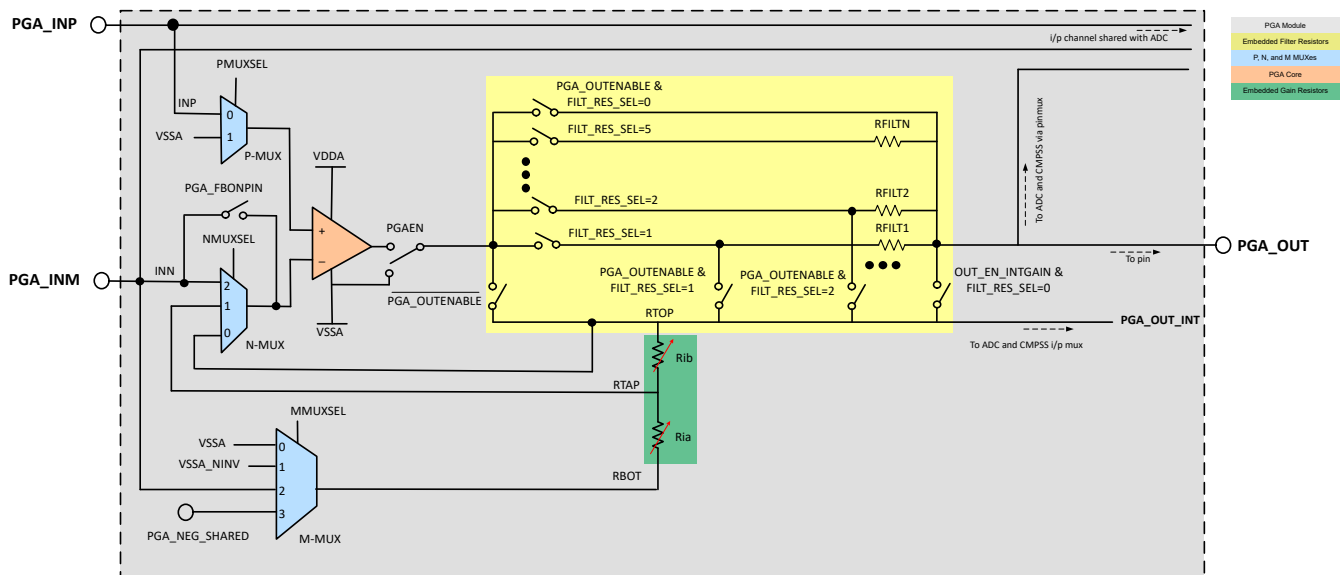 PGA_INP
i/p channel shared with ADC
PGA Module
Embedded Filter Resistors
P, N, and M MUXes
PGA Core
Embedded Gain Resistors
PMUXSEL
INP
0
VSSA
1
P-MUX
PGA_OUTENABLE &
FILT_RES_SEL=0
FILT_RES_SEL=5
RFILTN
FILT_RES_SEL=2
RFILT2
FILT_RES_SEL=1
RFILT1
VDDA
PGA_FBONPIN
+
−
PGAEN
VSSA
PGA_OUTENABLE
NMUXSEL
PGA_INM
INN
2
1
0
N-MUX
PGA_OUTENABLE &
FILT_RES_SEL=1
PGA_OUTENABLE &
FILT_RES_SEL=2
OUT_EN_INTGAIN &
FILT_RES_SEL=0
To ADC and CMPSS via pinmux
To pin
PGA_OUT
RTOP
PGA_OUT_INT
To ADC and CMPSS i/p mux
Rib
RTAP
Ria
RBOT
MMUXSEL
VSSA
0
VSSA_NINV
1
2
3
PGA_NEG_SHARED
M-MUX